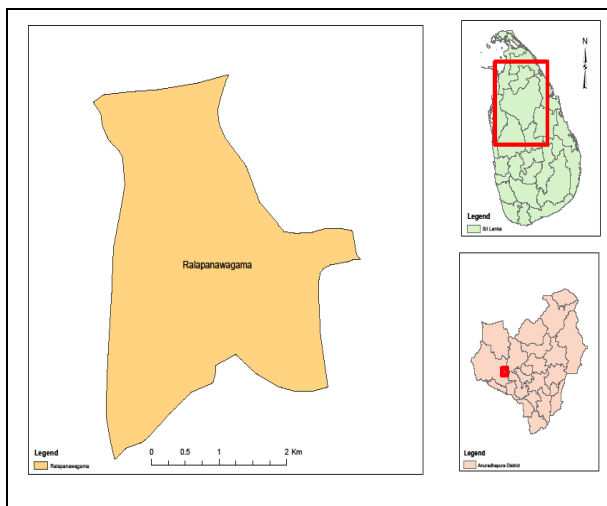 Ralapanawagama
Legend
Ralapanawagama
0 0.5 1 2 Km
N
Legend
Sri Lanka
Legend
Anuradhapura District